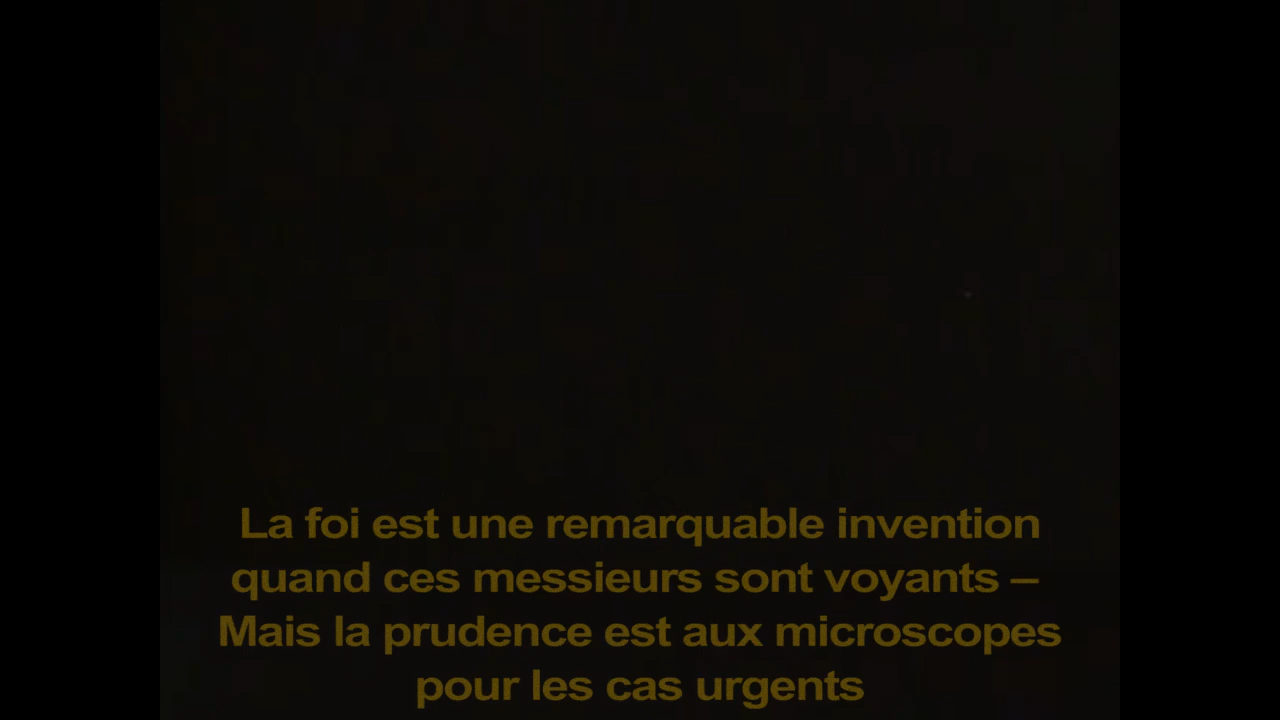 La foi est une remarquable invention
quand ces messieurs sont voyants –
Mais la prudence est aux microscopes
pour les cas urgents